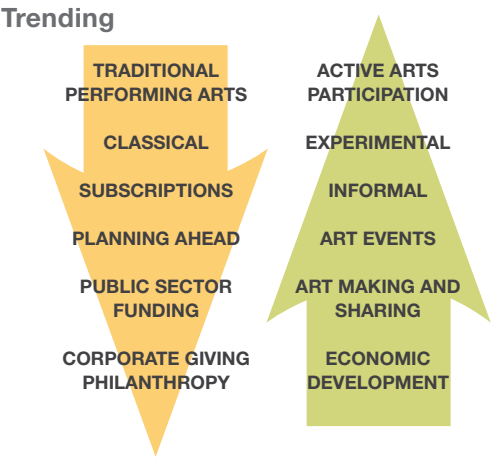 Trending
TRADITIONAL
PERFORMING ARTS
CLASSICAL
SUBSCRIPTIONS
PLANNING AHEAD
PUBLIC SECTOR
FUNDING
CORPORATE GIVING
PHILANTHROPY
ACTIVE ARTS
PARTICIPATION
EXPERIMENTAL
INFORMAL
ART EVENTS
ART MAKING AND
SHARING
ECONOMIC
DEVELOPMENT